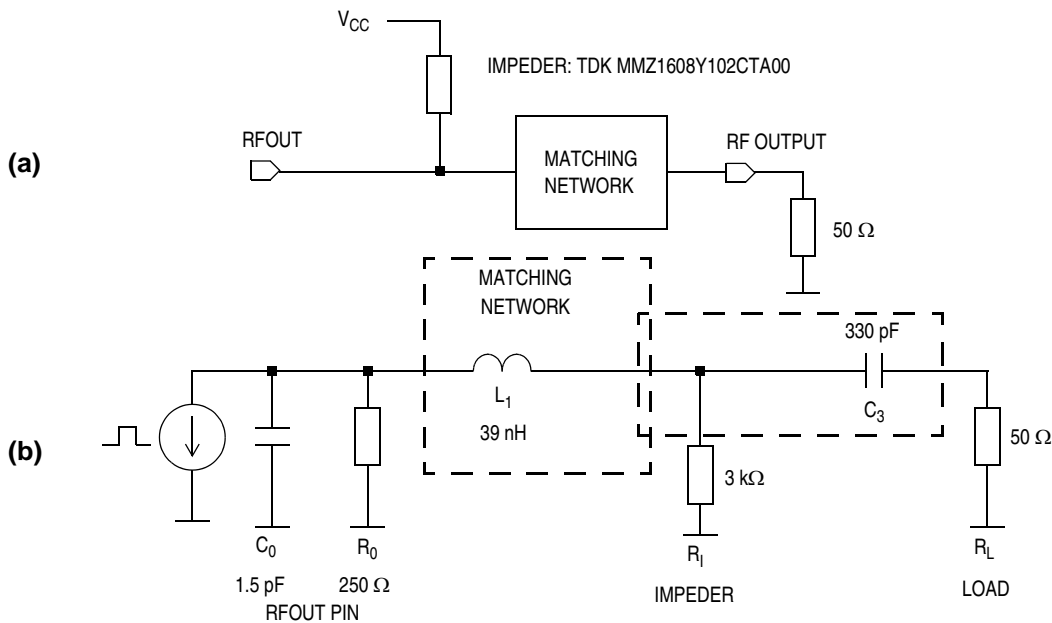 (a)
V_CC
IMPEDER: TDK MMZ1608Y102CTA00
RFOUT
MATCHING
NETWORK
RF OUTPUT
50 Ω
(b)
MATCHING
NETWORK
L_1
39 nH
330 pF
C_3
50 Ω
3 kΩ
C_0
1.5 pF
R_0
250 Ω
RFOUT PIN
R_I
IMPEDER
R_L
LOAD